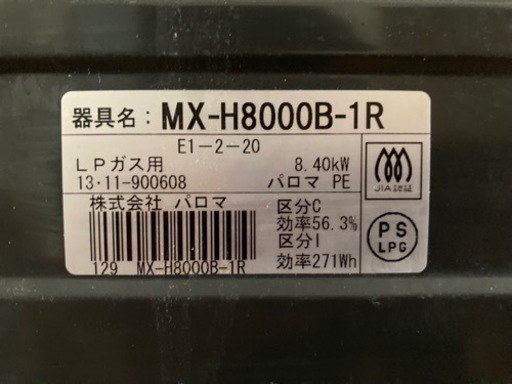 器具名：MX-H8000B-1R
E1-2-20
LPガス用 8.40kW
13･11-900608 パロマ PE
株式会社 パロマ
区分C
効率56.3%
区分I
効率271Wh
129 MX-H8000B-1R
JIA認証
PS
LPG